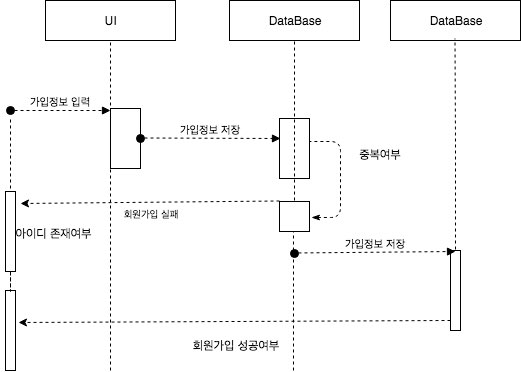 UI
DataBase
DataBase
가입정보 입력
가입정보 저장
중복여부
회원가입 실패
아이디 존재여부
가입정보 저장
회원가입 성공여부